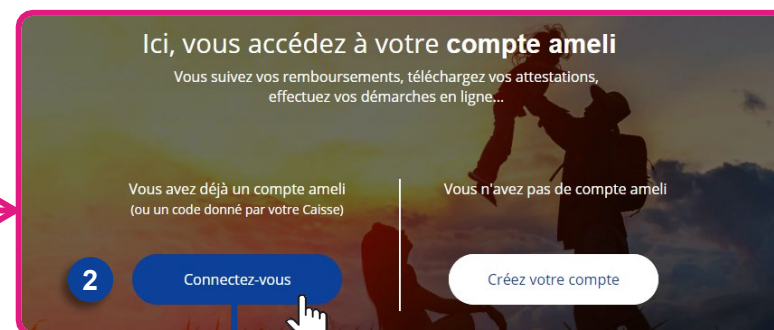 Ici, vous accédez à votre compte ameli
Vous suivez vos remboursements, téléchargez vos attestations,
effectuez vos démarches en ligne...
Vous avez déjà un compte ameli
(ou un code donné par votre Caisse)
2
Connectez-vous
Vous n'avez pas de compte ameli
Créez votre compte